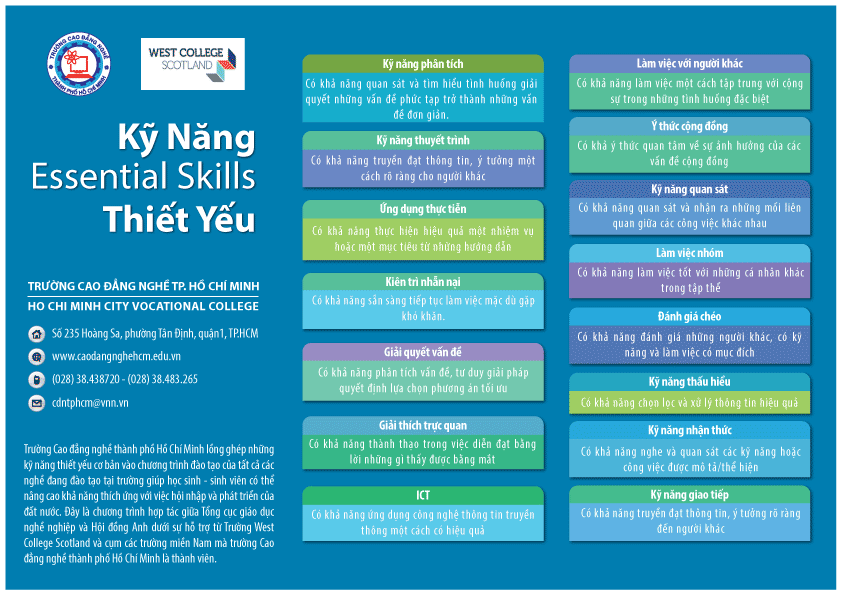 TRƯỜNG CAO ĐẲNG NGHỀ
THÀNH PHỐ HỒ CHÍ MINH
WEST COLLEGE
SCOTLAND
Kỹ Năng
Essential Skills
Thiết Yếu
TRƯỜNG CAO ĐẲNG NGHỀ TP. HỒ CHÍ MINH
HO CHI MINH CITY VOCATIONAL COLLEGE
Số 235 Hoàng Sa, phường Tân Định, quận1, TP.HCM
www.caodangnghehcm.edu.vn
(028) 38.438720 - (028) 38.483.265
cdntphcm@vnn.vn
Trường Cao đẳng nghề thành phố Hồ Chí Minh lồng ghép những
kỹ năng thiết yếu cơ bản vào chương trình đào tạo của tất cả các
nghề đang đào tạo tại trường giúp học sinh - sinh viên có thể
nâng cao khả năng thích ứng với việc hội nhập và phát triển của
đất nước. Đây là chương trình hợp tác giữa Tổng cục giáo dục
nghề nghiệp và Hội đồng Anh dưới sự hỗ trợ từ Trường West
College Scotland và cụm các trường miền Nam mà trường Cao
đẳng nghề thành phố Hồ Chí Minh là thành viên.
Kỹ năng phân tích
Có khả năng quan sát và tìm hiểu tình huống giải
quyết những vấn đề phức tạp trở thành những vấn
đề đơn giản.
Kỹ năng thuyết trình
Có khả năng truyền đạt thông tin, ý tưởng một
cách rõ ràng cho người khác
Ứng dụng thực tiễn
Có khả năng thực hiện hiệu quả một nhiệm vụ
hoặc một mục tiêu từ những hướng dẫn
Kiên trì nhẫn nại
Có khả năng sẵn sàng tiếp tục làm việc mặc dù gặp
khó khăn.
Giải quyết vấn đề
Có khả năng phân tích vấn đề, tư duy giải pháp
quyết định lựa chọn phương án tối ưu
Giải thích trực quan
Có khả năng thành thạo trong việc diễn đạt bằng
lời những gì thấy được bằng mắt
ICT
Có khả năng ứng dụng công nghệ thông tin truyền
thông một cách có hiệu quả
Làm việc với người khác
Có khả năng làm việc một cách tập trung với cộng
sự trong những tình huống đặc biệt
Ý thức cộng đồng
Có khả ý thức quan tâm về sự ảnh hưởng của các
vấn đề cộng đồng
Kỹ năng quan sát
Có khả năng quan sát và nhận ra những mối liên
quan giữa các công việc khác nhau
Làm việc nhóm
Có khả năng làm việc tốt với những cá nhân khác
trong tập thể
Đánh giá chéo
Có khả năng đánh giá những người khác, có kỹ
năng và làm việc có mục đích
Kỹ năng thấu hiểu
Có khả năng chọn lọc và xử lý thông tin hiệu quả
Kỹ năng nhận thức
Có khả năng nghe và quan sát các kỹ năng hoặc
công việc được mô tả/thể hiện
Kỹ năng giao tiếp
Có khả năng truyền đạt thông tin, ý tưởng rõ ràng
đến người khác